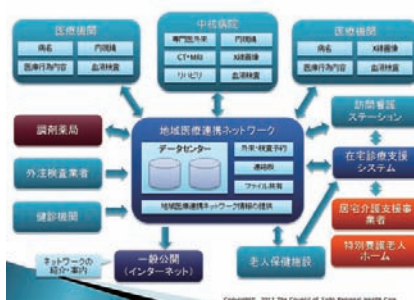 医療機関
病名
内視鏡
医療行為内容
血液検査
中核病院
専門医外来
内視鏡
CT・MRI
X線画像
リハビリ
血液検査
医療機関
病名
X線画像
医療行為内容
血液検査
調剤薬局
外注検査業者
健診機関
地域医療連携ネットワーク
データセンター
外来・検査予約
連絡版
ファイル共有
地域医療連携ネットワーク情報の提供
訪問看護
ステーション
在宅診療支援
システム
居宅介護支援事
業者
特別養護老人
ホーム
ネットワークの
紹介・案内
一般公開
(インターネット)
老人保健施設